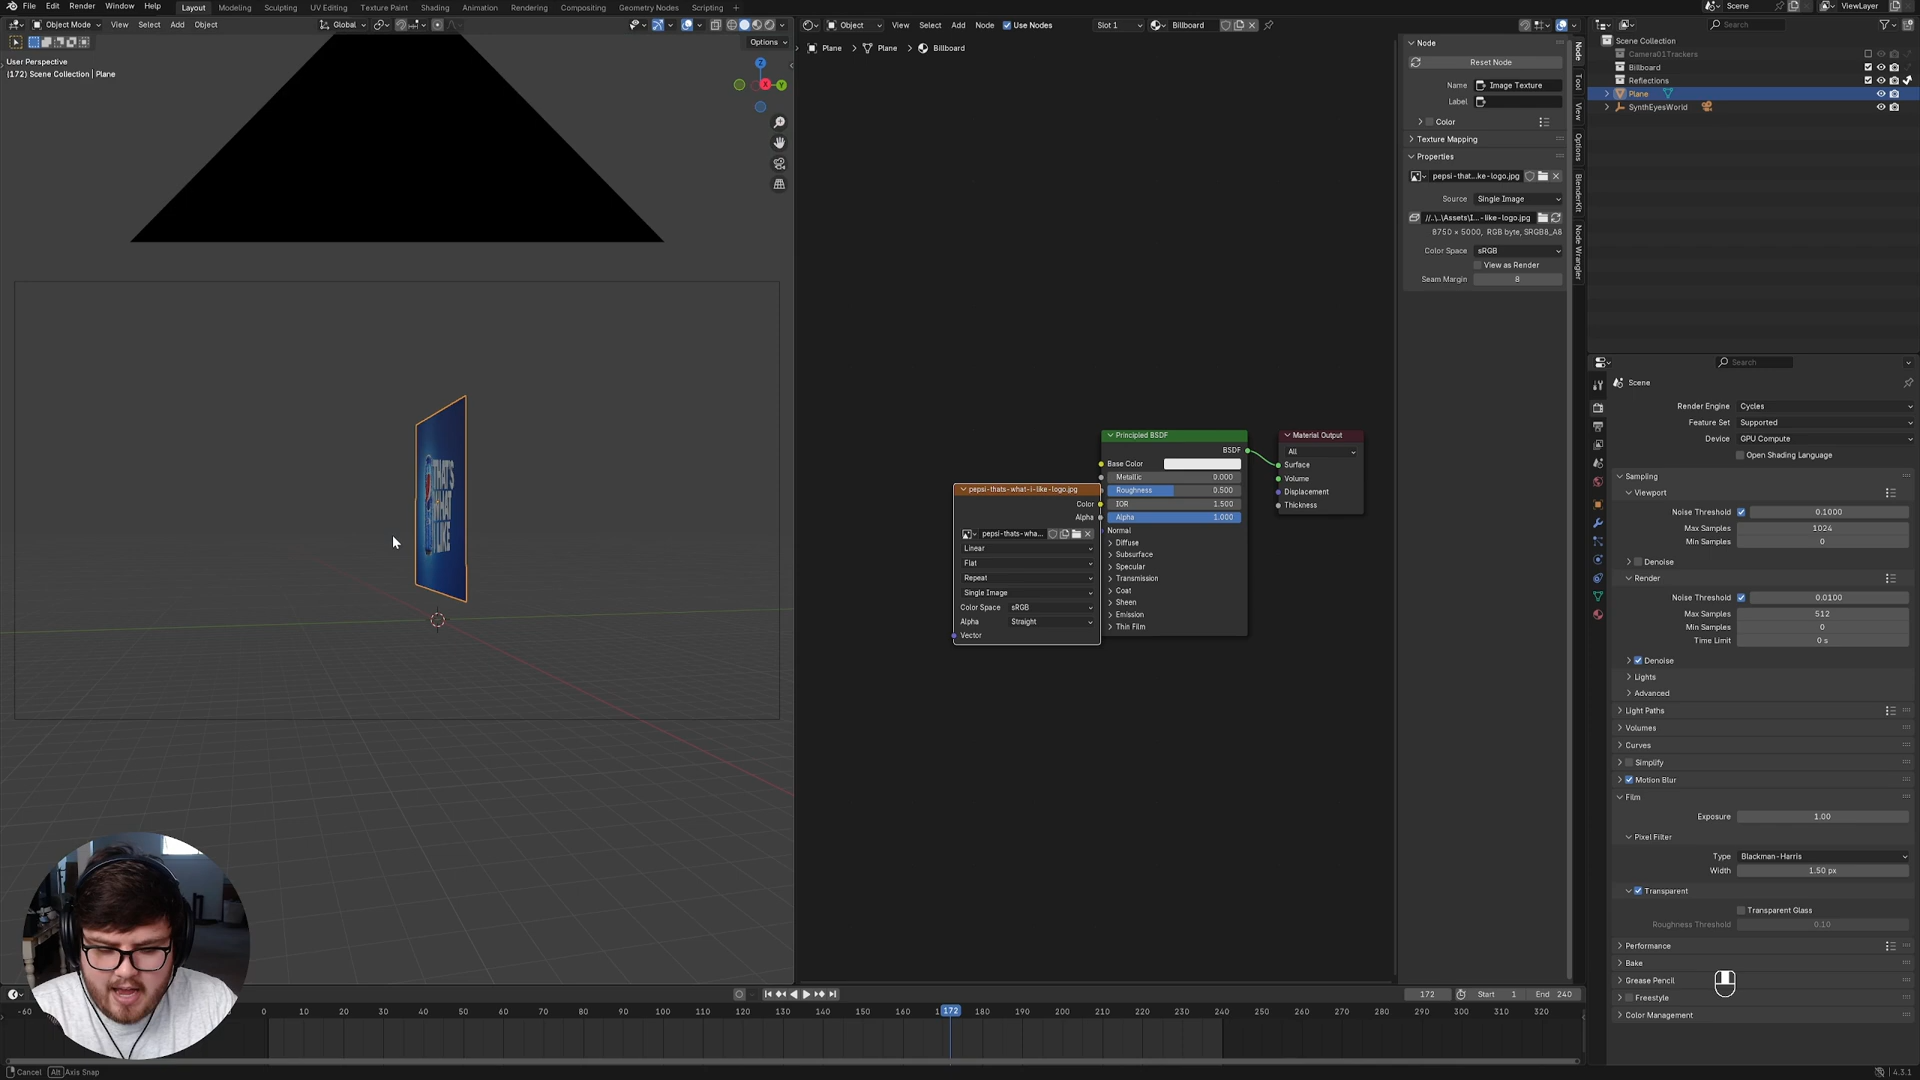 File Edit Render Window Help Layout Modeling Sculpting UV Editing Texture Paint Shading Animation Rendering Compositing Geometry Nodes Scripting + Scene ViewLayer
Object Mode View Select Add Object Global Object View Select Add Node Use Nodes Slot 1 Billboard Search
Options
User Perspective
(172) Scene Collection | Plane
Z
X
Y
Plane Plane Billboard
Node
Reset Node
Name Image Texture
Label
Color
Texture Mapping
Properties
pepsi-that...ke-logo.jpg
Source Single Image
//..\..\Assets\I...-like-logo.jpg
8750 × 5000, RGB byte, SRGB8_A8
Color Space sRGB
View as Render
Seam Margin 8
Node
Tool
View
Options
BlenderKit
Node Wrangler
Scene Collection
Camera01Trackers
Billboard
Reflections
Plane
SynthEyesWorld
THAT'S
WHAT
I LIKE
pepsi-thats-what-i-like-logo.jpg
Color
Alpha
pepsi-thats-wha...
Linear
Flat
Repeat
Single Image
Color Space sRGB
Alpha Straight
Vector
Principled BSDF
BSDF
Base Color
Metallic 0.000
Roughness 0.500
IOR 1.500
Alpha 1.000
Normal
Diffuse
Subsurface
Specular
Transmission
Coat
Sheen
Emission
Thin Film
Material Output
All
Surface
Volume
Displacement
Thickness
Search
Scene
Render Engine Cycles
Feature Set Supported
Device GPU Compute
Open Shading Language
Sampling
Viewport
Noise Threshold 0.1000
Max Samples 1024
Min Samples 0
Denoise
Render
Noise Threshold 0.0100
Max Samples 512
Min Samples 0
Time Limit 0 s
Denoise
Lights
Advanced
Light Paths
Volumes
Curves
Simplify
Motion Blur
Film
Exposure 1.00
Pixel Filter
Type Blackman-Harris
Width 1.50 px
Transparent
Transparent Glass
Roughness Threshold 0.10
Performance
Bake
Grease Pencil
Freestyle
Color Management
172 Start 1 End 240
-60 0 10 20 30 40 50 60 70 80 90 100 110 120 130 140 150 160 172 180 190 200 210 220 230 240 250 260 270 280 290 300 310 320
Cancel Alt Axis Snap 4.3.1